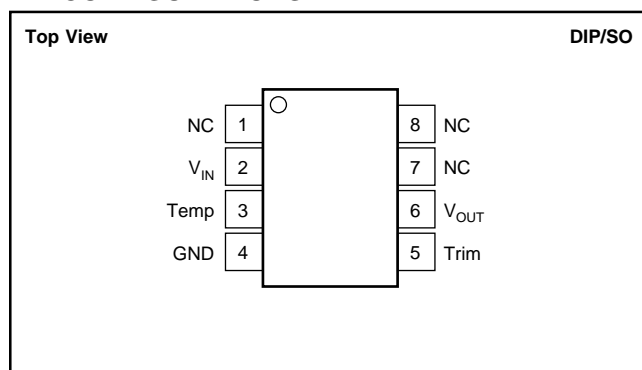 Top View DIP/SO
NC 1 8 NC
V_IN 2 7 NC
Temp 3 6 V_OUT
GND 4 5 Trim